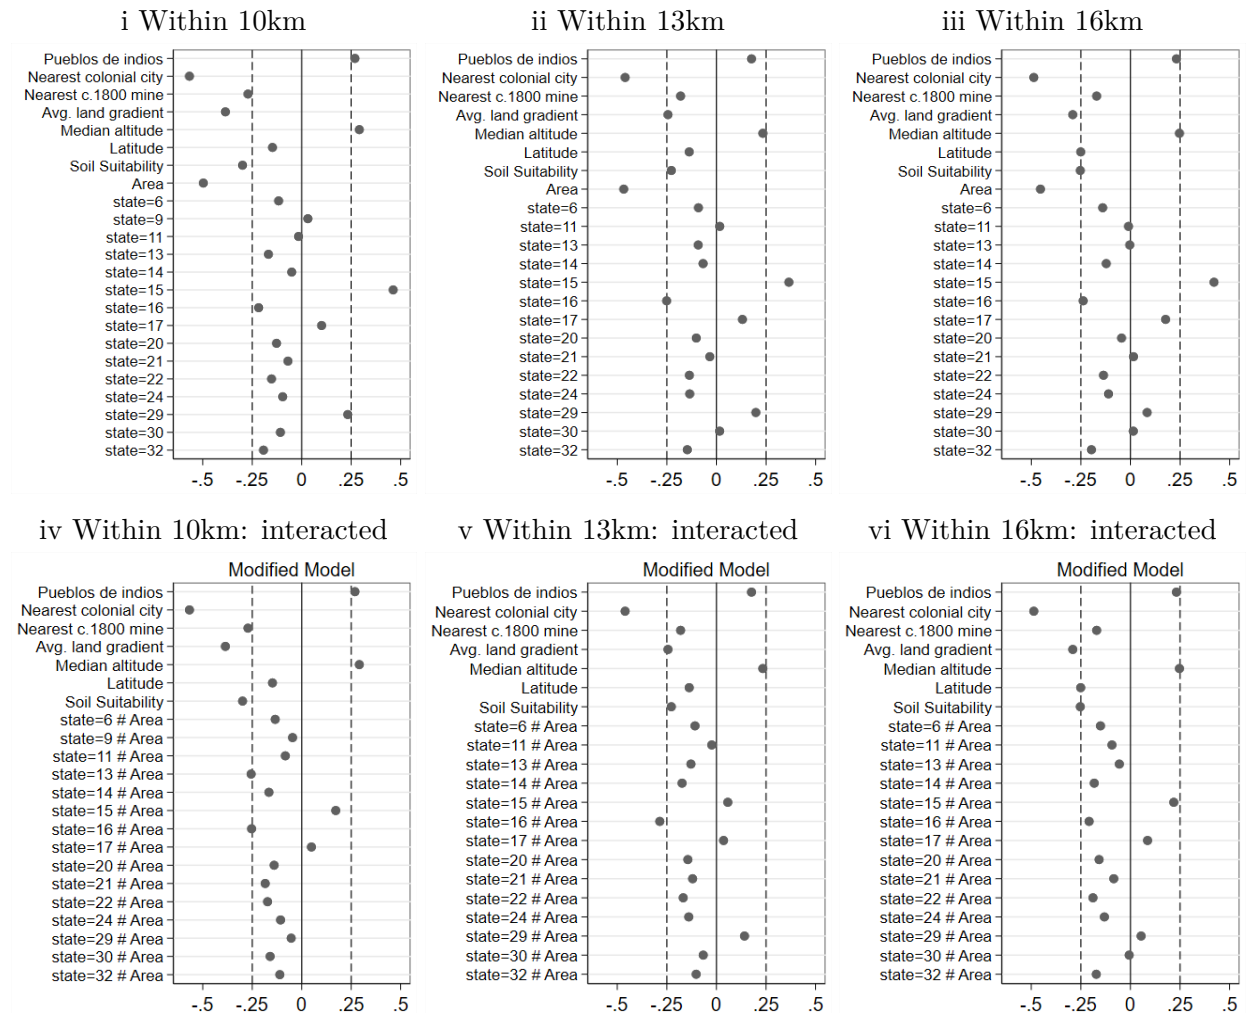 i Within 10km
Pueblos de indios
Nearest colonial city
Nearest c.1800 mine
Avg. land gradient
Median altitude
Latitude
Soil Suitability
Area
state=6
state=9
state=11
state=13
state=14
state=15
state=16
state=17
state=20
state=21
state=22
state=24
state=29
state=30
state=32
-.5 -.25 0 .25 .5
ii Within 13km
Pueblos de indios
Nearest colonial city
Nearest c.1800 mine
Avg. land gradient
Median altitude
Latitude
Soil Suitability
Area
state=6
state=11
state=13
state=14
state=15
state=16
state=17
state=20
state=21
state=22
state=24
state=29
state=30
state=32
-.5 -.25 0 .25 .5
iii Within 16km
Pueblos de indios
Nearest colonial city
Nearest c.1800 mine
Avg. land gradient
Median altitude
Latitude
Soil Suitability
Area
state=6
state=11
state=13
state=14
state=15
state=16
state=17
state=20
state=21
state=22
state=24
state=29
state=30
state=32
-.5 -.25 0 .25 .5
iv Within 10km: interacted
Modified Model
Pueblos de indios
Nearest colonial city
Nearest c.1800 mine
Avg. land gradient
Median altitude
Latitude
Soil Suitability
state=6 # Area
state=9 # Area
state=11 # Area
state=13 # Area
state=14 # Area
state=15 # Area
state=16 # Area
state=17 # Area
state=20 # Area
state=21 # Area
state=22 # Area
state=24 # Area
state=29 # Area
state=30 # Area
state=32 # Area
-.5 -.25 0 .25 .5
v Within 13km: interacted
Modified Model
Pueblos de indios
Nearest colonial city
Nearest c.1800 mine
Avg. land gradient
Median altitude
Latitude
Soil Suitability
state=6 # Area
state=11 # Area
state=13 # Area
state=14 # Area
state=15 # Area
state=16 # Area
state=17 # Area
state=20 # Area
state=21 # Area
state=22 # Area
state=24 # Area
state=29 # Area
state=30 # Area
state=32 # Area
-.5 -.25 0 .25 .5
vi Within 16km: interacted
Modified Model
Pueblos de indios
Nearest colonial city
Nearest c.1800 mine
Avg. land gradient
Median altitude
Latitude
Soil Suitability
state=6 # Area
state=11 # Area
state=13 # Area
state=14 # Area
state=15 # Area
state=16 # Area
state=17 # Area
state=20 # Area
state=21 # Area
state=22 # Area
state=24 # Area
state=29 # Area
state=30 # Area
state=32 # Area
-.5 -.25 0 .25 .5